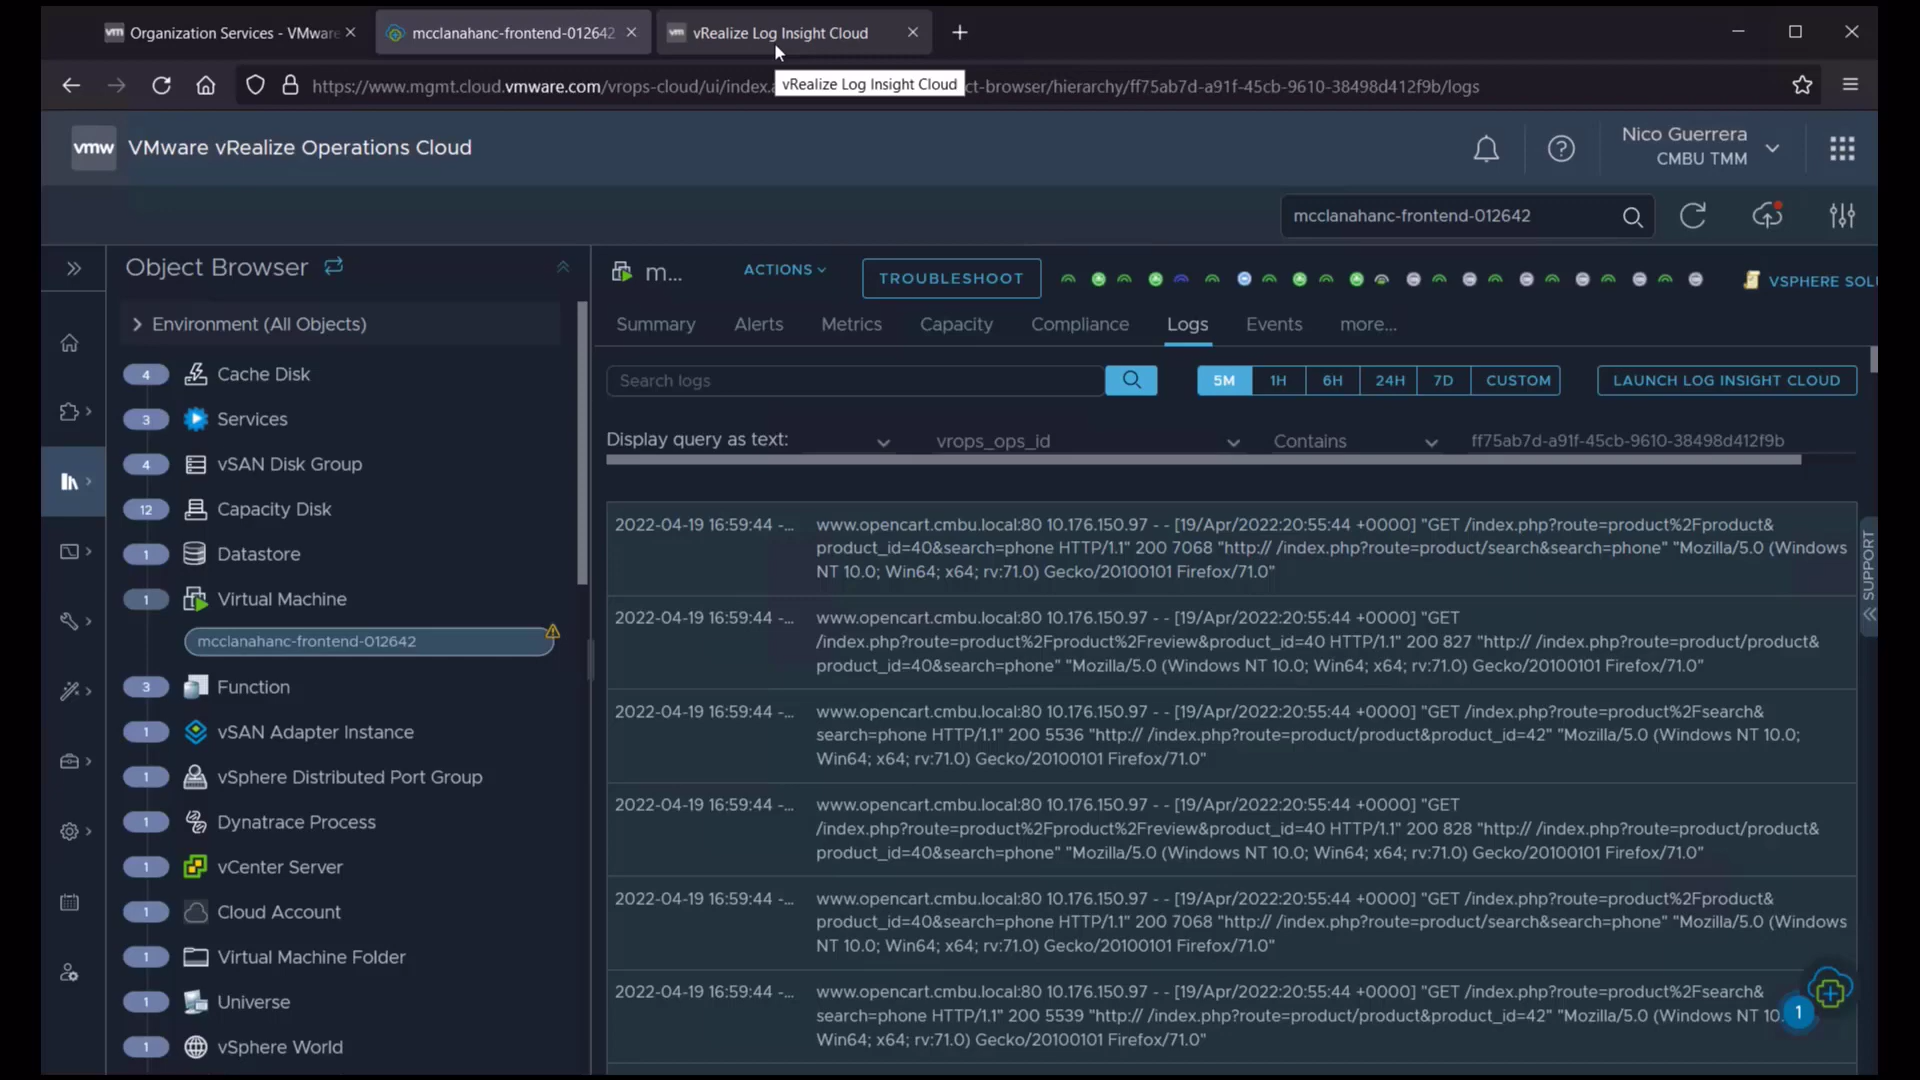 Organization Services - VMware
mcclanahanc-frontend-012642
vRealize Log Insight Cloud
https://www.mgmt.cloud.vmware.com/vrops-cloud/ui/index.
vRealize Log Insight Cloud
ct-browser/hierarchy/ff75ab7d-a91f-45cb-9610-38498d412f9b/logs
vmw VMware vRealize Operations Cloud
Nico Guerrera
CMBU TMM
mcclanahanc-frontend-012642
Object Browser
m...
ACTIONS
TROUBLESHOOT
VSPHERE SOL
Environment (All Objects)
Summary Alerts Metrics Capacity Compliance Logs Events more...
4 Cache Disk
3 Services
4 vSAN Disk Group
12 Capacity Disk
1 Datastore
1 Virtual Machine
mcclanahanc-frontend-012642
3 Function
1 vSAN Adapter Instance
1 vSphere Distributed Port Group
1 Dynatrace Process
1 vCenter Server
1 Cloud Account
1 Virtual Machine Folder
1 Universe
1 vSphere World
Search logs
5M 1H 6H 24H 7D CUSTOM
LAUNCH LOG INSIGHT CLOUD
Display query as text: vrops_ops_id Contains ff75ab7d-a91f-45cb-9610-38498d412f9b
2022-04-19 16:59:44 -... www.opencart.cmbu.local:80 10.176.150.97 - - [19/Apr/2022:20:55:44 +0000] "GET /index.php?route=product%2Fproduct&
product_id=40&search=phone HTTP/1.1" 200 7068 "http:// /index.php?route=product/search&search=phone" "Mozilla/5.0 (Windows
NT 10.0; Win64; x64; rv:71.0) Gecko/20100101 Firefox/71.0"
2022-04-19 16:59:44 -... www.opencart.cmbu.local:80 10.176.150.97 - - [19/Apr/2022:20:55:44 +0000] "GET
/index.php?route=product%2Fproduct%2Freview&product_id=40 HTTP/1.1" 200 827 "http:// /index.php?route=product/product&
product_id=40&search=phone" "Mozilla/5.0 (Windows NT 10.0; Win64; x64; rv:71.0) Gecko/20100101 Firefox/71.0"
2022-04-19 16:59:44 -... www.opencart.cmbu.local:80 10.176.150.97 - - [19/Apr/2022:20:55:44 +0000] "GET /index.php?route=product%2Fsearch&
search=phone HTTP/1.1" 200 5536 "http:// /index.php?route=product/product&product_id=42" "Mozilla/5.0 (Windows NT 10.0;
Win64; x64; rv:71.0) Gecko/20100101 Firefox/71.0"
2022-04-19 16:59:44 -... www.opencart.cmbu.local:80 10.176.150.97 - - [19/Apr/2022:20:55:44 +0000] "GET
/index.php?route=product%2Fproduct%2Freview&product_id=40 HTTP/1.1" 200 828 "http:// /index.php?route=product/product&
product_id=40&search=phone" "Mozilla/5.0 (Windows NT 10.0; Win64; x64; rv:71.0) Gecko/20100101 Firefox/71.0"
2022-04-19 16:59:44 -... www.opencart.cmbu.local:80 10.176.150.97 - - [19/Apr/2022:20:55:44 +0000] "GET /index.php?route=product%2Fproduct&
product_id=40&search=phone HTTP/1.1" 200 7068 "http:// /index.php?route=product/search&search=phone" "Mozilla/5.0 (Windows
NT 10.0; Win64; x64; rv:71.0) Gecko/20100101 Firefox/71.0"
2022-04-19 16:59:44 -... www.opencart.cmbu.local:80 10.176.150.97 - - [19/Apr/2022:20:55:44 +0000] "GET /index.php?route=product%2Fsearch&
search=phone HTTP/1.1" 200 5539 "http:// /index.php?route=product/product&product_id=42" "Mozilla/5.0 (Windows NT 10.
Win64; x64; rv:71.0) Gecko/20100101 Firefox/71.0"
SUPPORT
1